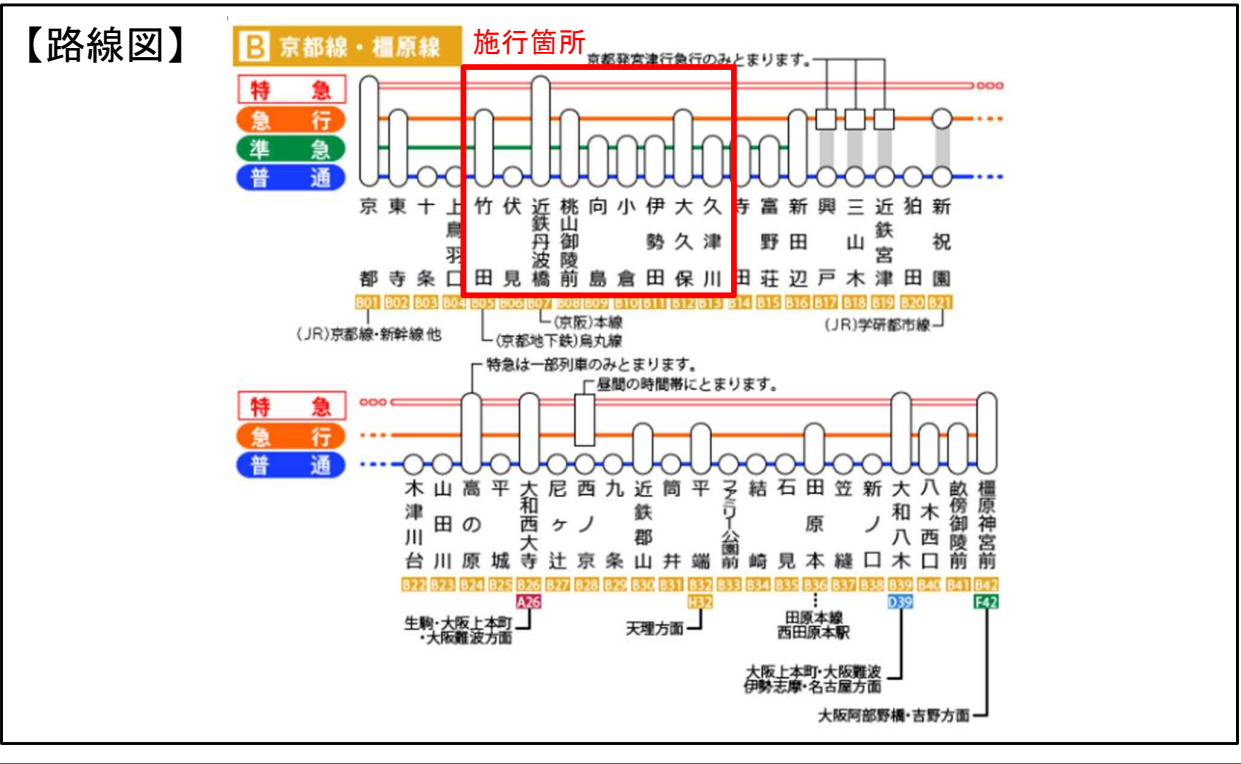 【路線図】
B 京都線・橿原線
施行箇所
京都発宮津行急行のみとまります。
特急
急行
準急
普通
京都
東寺
十条
上鳥羽口
竹田
伏見
近鉄丹波橋
桃山御陵前
向島
小倉
伊勢田
大久保
久津川
寺田
富野荘
新田辺
興戸
三山木
近鉄宮津
狛田
新祝園
B01 B02 B03 B04 B05 B06 B07 B08 B09 B10 B11 B12 B13 B14 B15 B16 B17 B18 B19 B20 B21
(JR)京都線・新幹線他
(京阪)本線
(京都地下鉄)烏丸線
(JR)学研都市線
特急は一部列車のみとまります。
昼間の時間帯にとまります。
特急
急行
普通
木津川台
山田川
高の原
平城
大和西大寺
尼ヶ辻
西ノ京
九条
近鉄郡山
筒井
平端
ファミリー公園前
結崎
石見
田原本
笠縫
新ノ口
大和八木
八木西口
畝傍御陵前
橿原神宮前
B22 B23 B24 B25 B26 B27 B28 B29 B30 B31 B32 B33 B34 B35 B36 B37 B38 B39 B40 B41 B42
A26 H32 D39 F42
生駒・大阪上本町
・大阪難波方面
天理方面
田原本線
西田原本駅
大阪上本町・大阪難波
伊勢志摩・名古屋方面
大阪阿部野橋・吉野方面